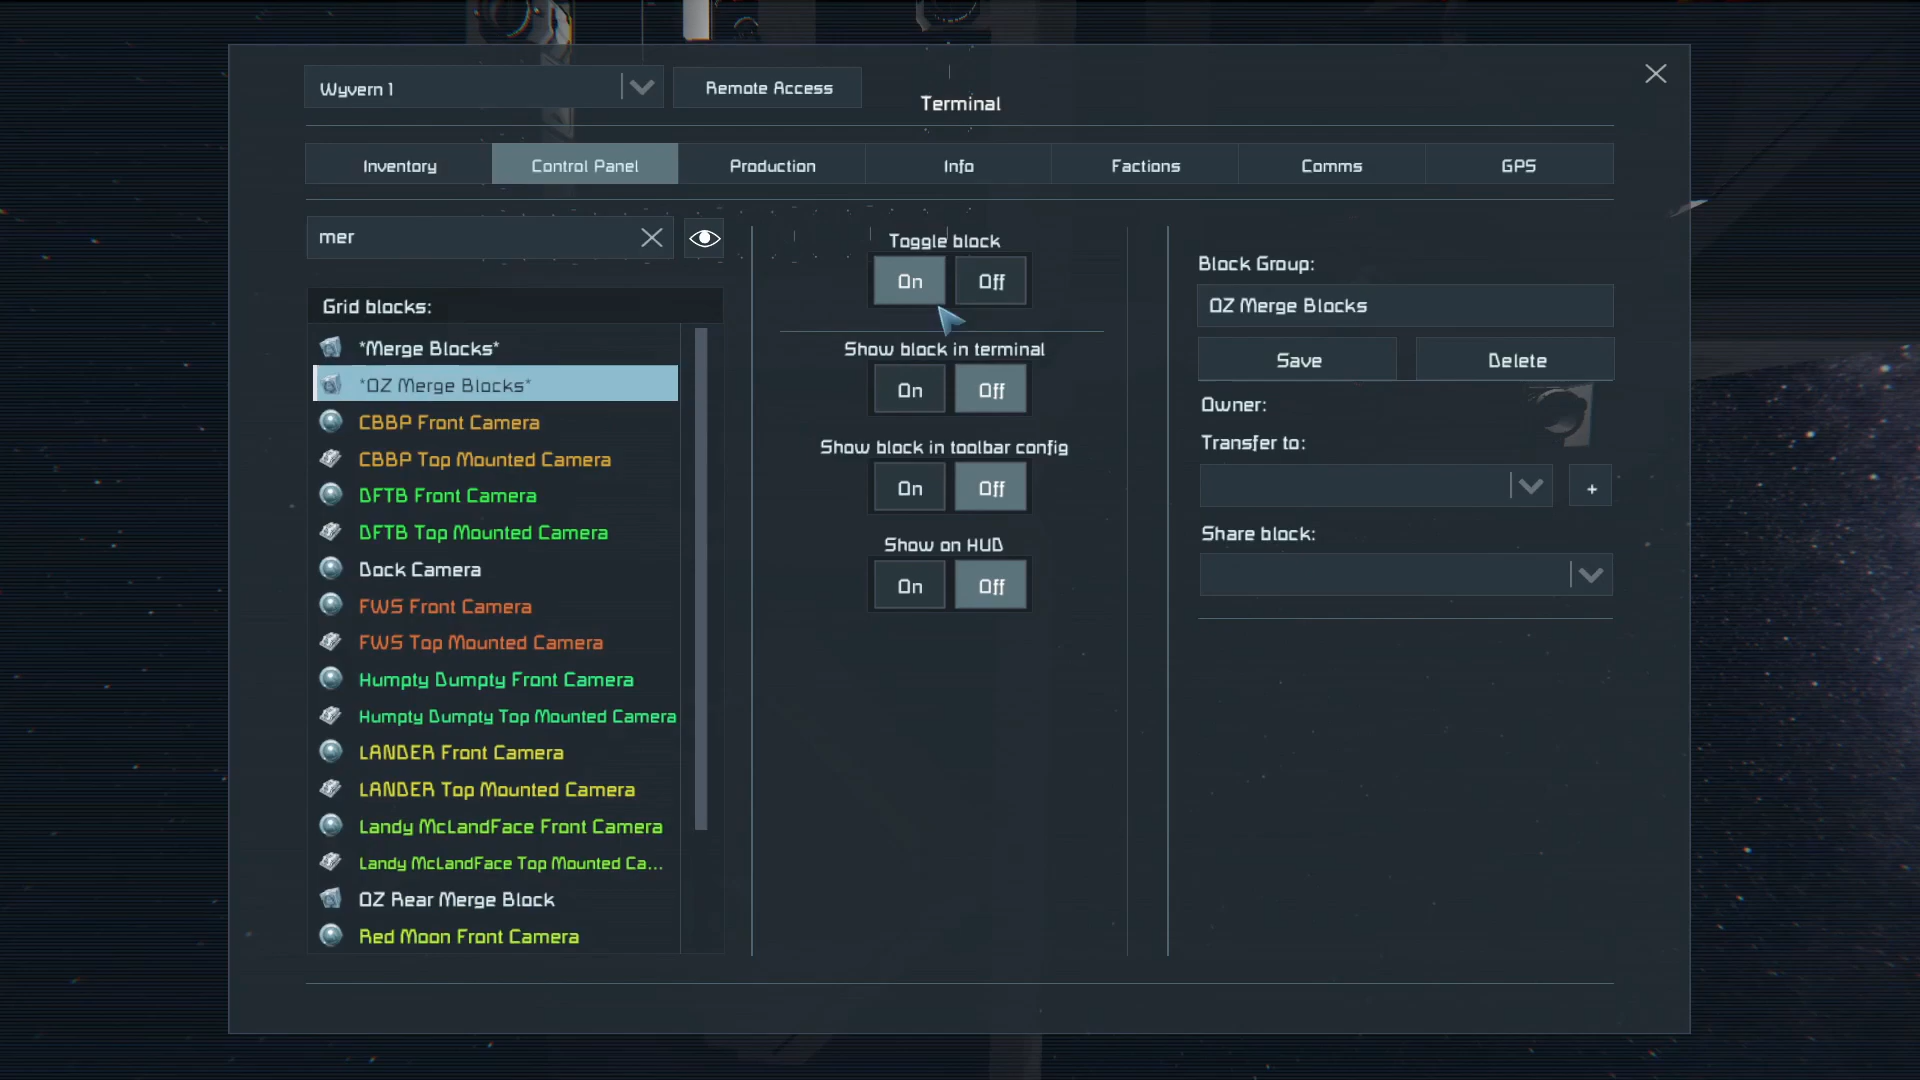 Wyvern 1
Remote Access
Terminal
Inventory
Control Panel
Production
Info
Factions
Comms
GPS
mer
Grid blocks:
*Merge Blocks*
*OZ Merge Blocks*
CBBP Front Camera
CBBP Top Mounted Camera
DFTB Front Camera
DFTB Top Mounted Camera
Dock Camera
FWS Front Camera
FWS Top Mounted Camera
Humpty Dumpty Front Camera
Humpty Dumpty Top Mounted Camera
LANDER Front Camera
LANDER Top Mounted Camera
Landy McLandFace Front Camera
Landy McLandFace Top Mounted Ca...
OZ Rear Merge Block
Red Moon Front Camera
Toggle block
On Off
Show block in terminal
On Off
Show block in toolbar config
On Off
Show on HUD
On Off
Block Group:
OZ Merge Blocks
Save Delete
Owner:
Transfer to:
+
Share block: